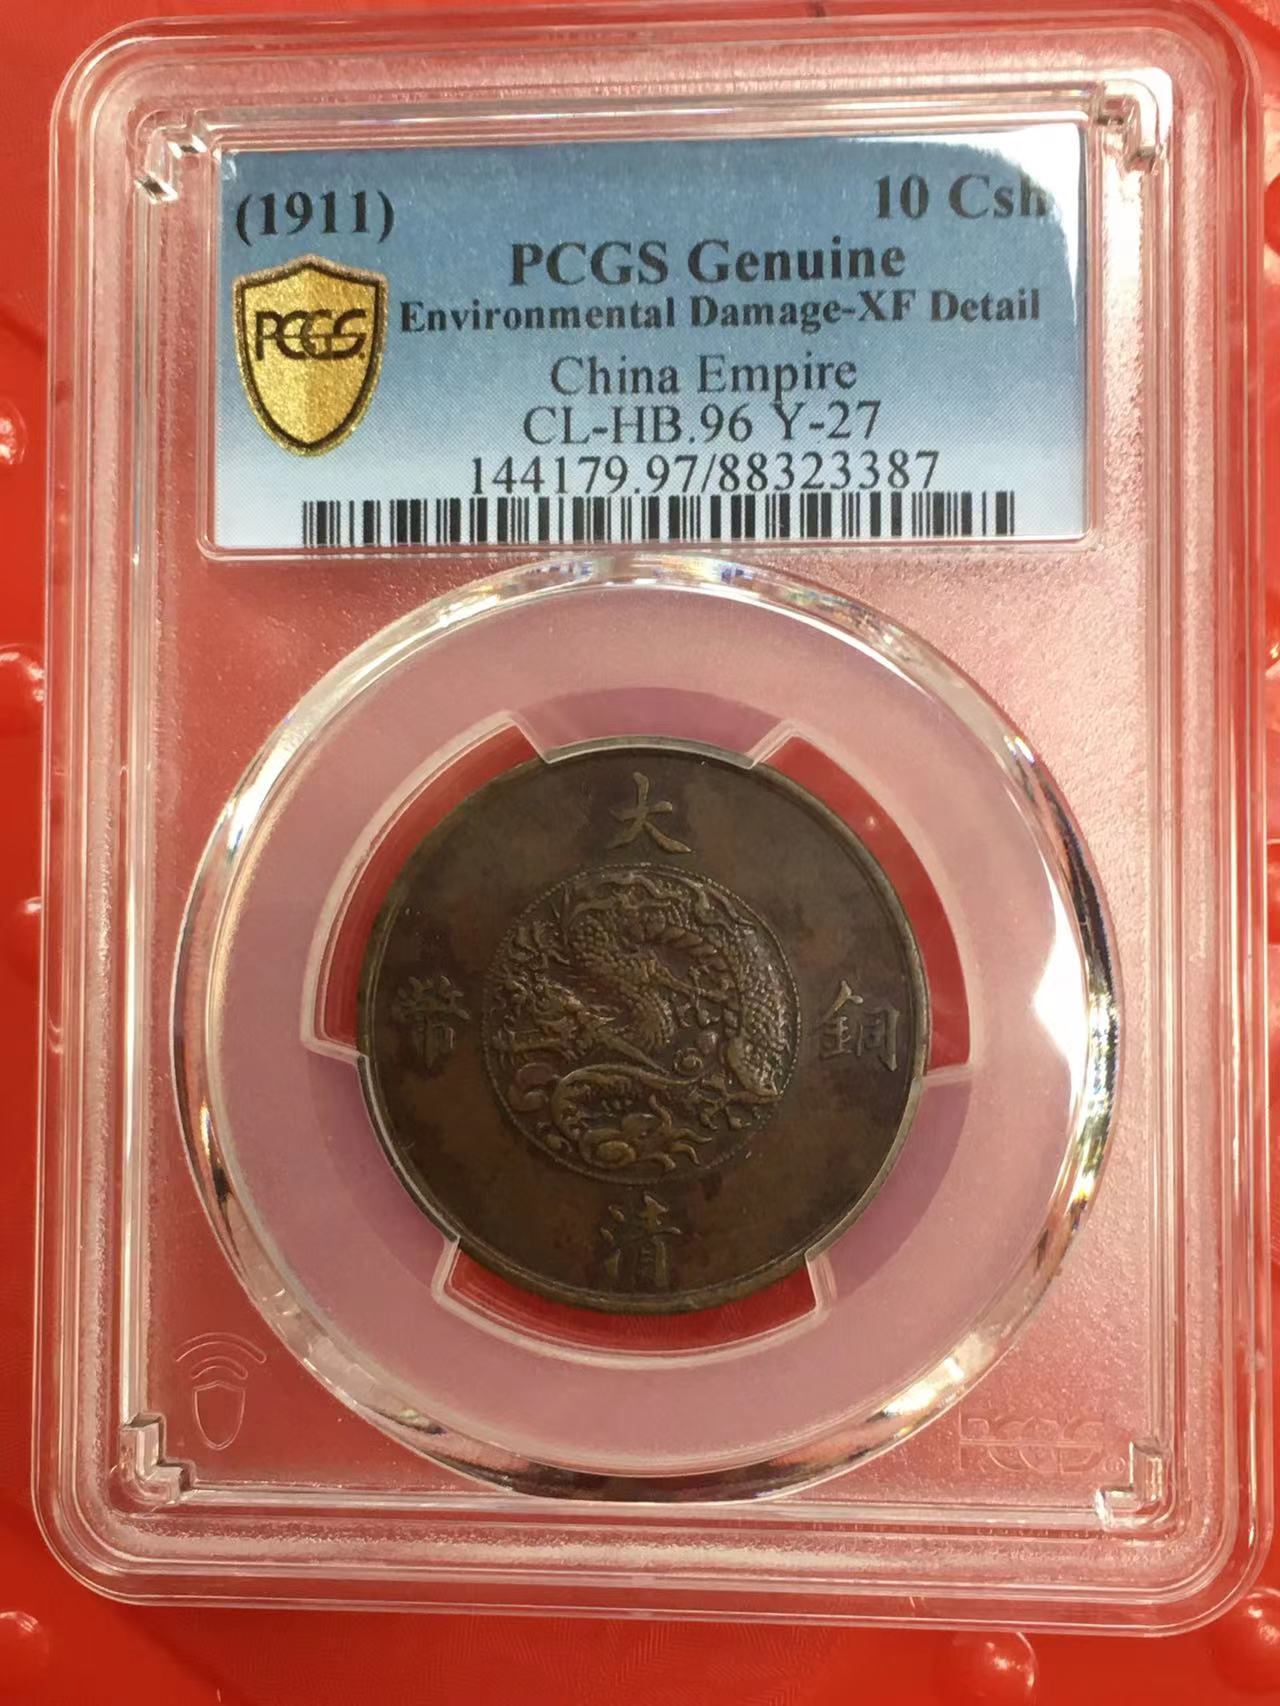 (1911)
10 Csh
PCGS Genuine
PCGS
Environmental Damage-XF Detail
China Empire
CL-HB.96 Y-27
144179.97/88323387
大
幣 銅
清
PCGS